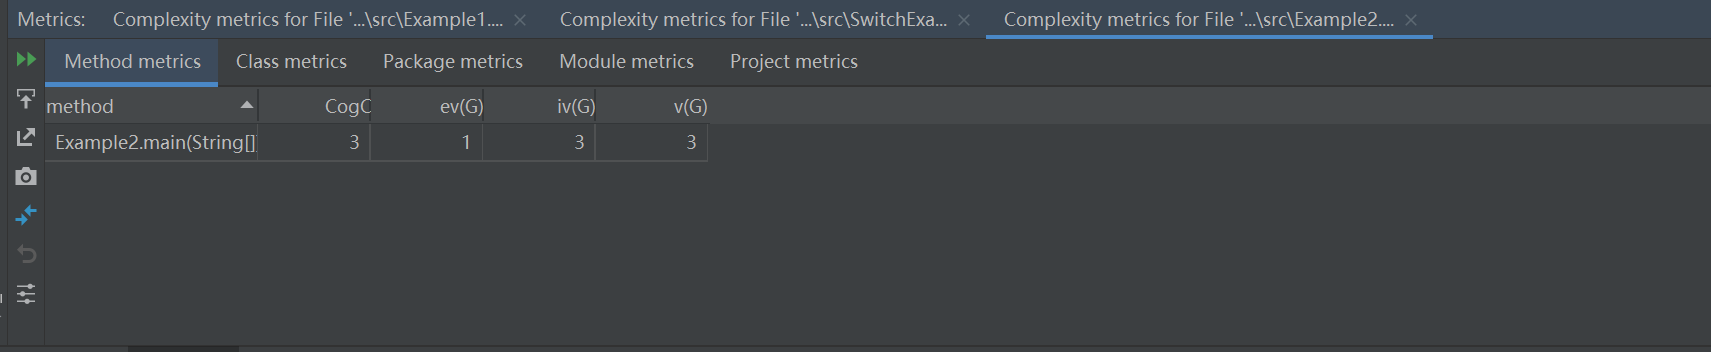 Metrics: Complexity metrics for File '...\src\Example1.... Complexity metrics for File '...\src\SwitchExa... Complexity metrics for File '...\src\Example2....
Method metrics Class metrics Package metrics Module metrics Project metrics
method CogC ev(G) iv(G) v(G)
Example2.main(String[]) 3 1 3 3